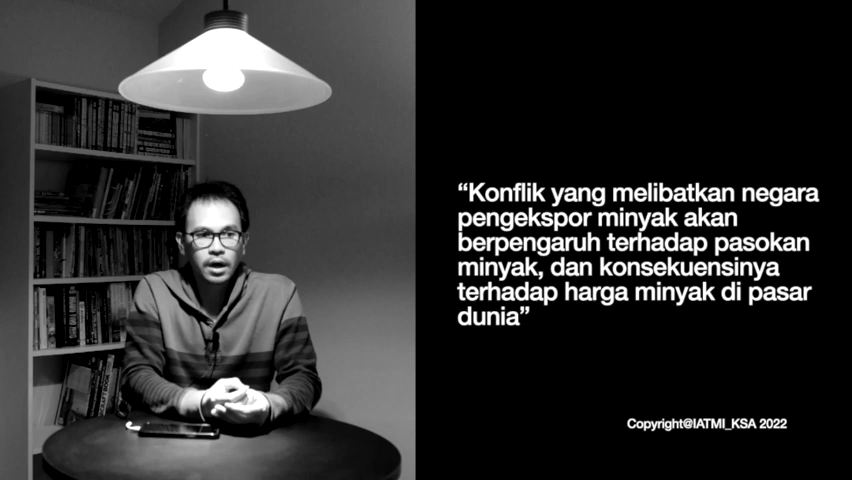 “Konflik yang melibatkan negara
pengekspor minyak akan
berpengaruh terhadap pasokan
minyak, dan konsekuensinya
terhadap harga minyak di pasar
dunia”
Copyright@IATMI_KSA 2022